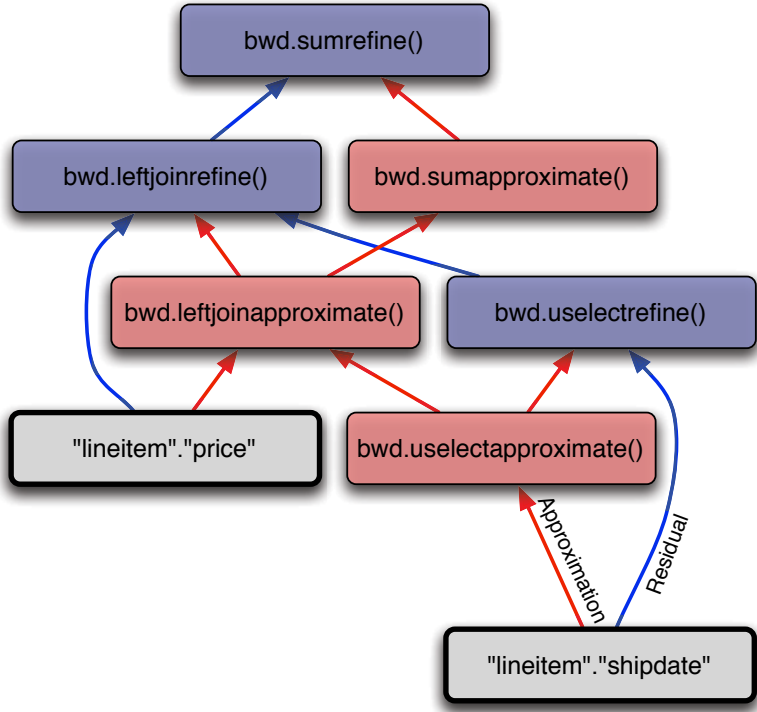 bwd.sumrefine()
bwd.leftjoinrefine()
bwd.sumapproximate()
bwd.leftjoinapproximate()
bwd.uselectrefine()
"lineitem"."price"
bwd.uselectapproximate()
Approximation
Residual
"lineitem"."shipdate"